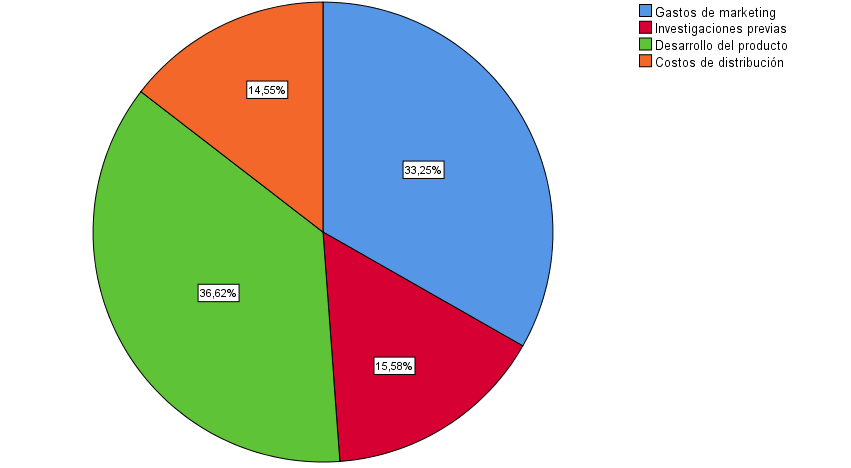 Gastos de marketing
Investigaciones previas
Desarrollo del producto
Costos de distribución
14,55%
33,25%
36,62%
15,58%